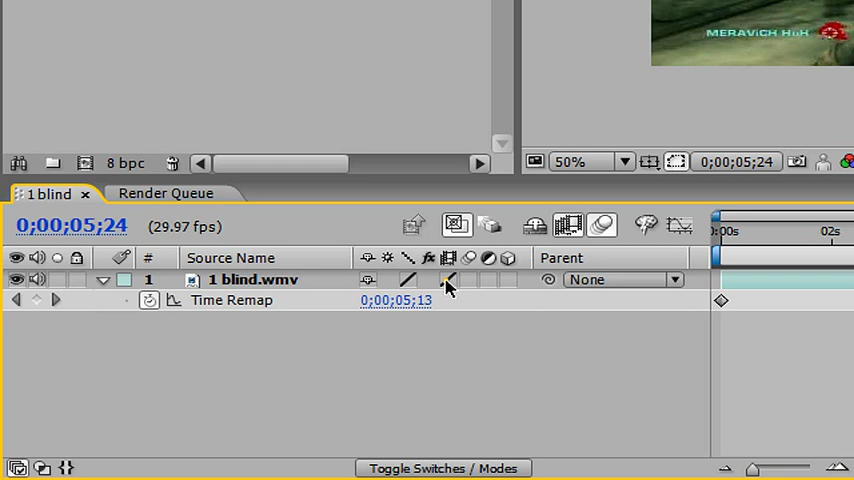 MERAViCH HuH
8 bpc
50%
0;00;05;24
1 blind
Render Queue
0;00;05;24 (29.97 fps)
0:00s 02s
# Source Name fx Parent
1 1 blind.wmv None
Time Remap 0;00;05;13
Toggle Switches / Modes